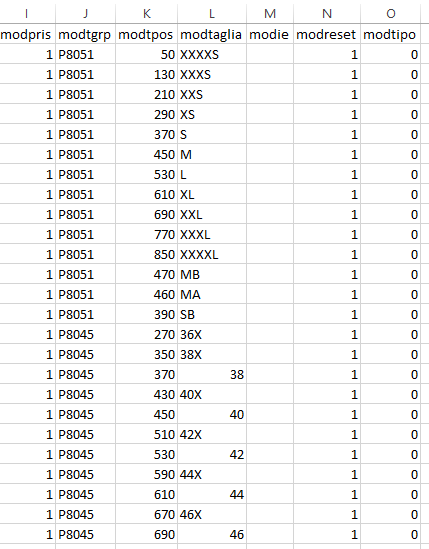 I J K L M N O
modpris modtgrp modtpos modtaglia modie modreset modtipo
1 P8051 50 XXXXS 1 0
1 P8051 130 XXXS 1 0
1 P8051 210 XXS 1 0
1 P8051 290 XS 1 0
1 P8051 370 S 1 0
1 P8051 450 M 1 0
1 P8051 530 L 1 0
1 P8051 610 XL 1 0
1 P8051 690 XXL 1 0
1 P8051 770 XXXL 1 0
1 P8051 850 XXXXL 1 0
1 P8051 470 MB 1 0
1 P8051 460 MA 1 0
1 P8051 390 SB 1 0
1 P8045 270 36X 1 0
1 P8045 350 38X 1 0
1 P8045 370 38 1 0
1 P8045 430 40X 1 0
1 P8045 450 40 1 0
1 P8045 510 42X 1 0
1 P8045 530 42 1 0
1 P8045 590 44X 1 0
1 P8045 610 44 1 0
1 P8045 670 46X 1 0
1 P8045 690 46 1 0